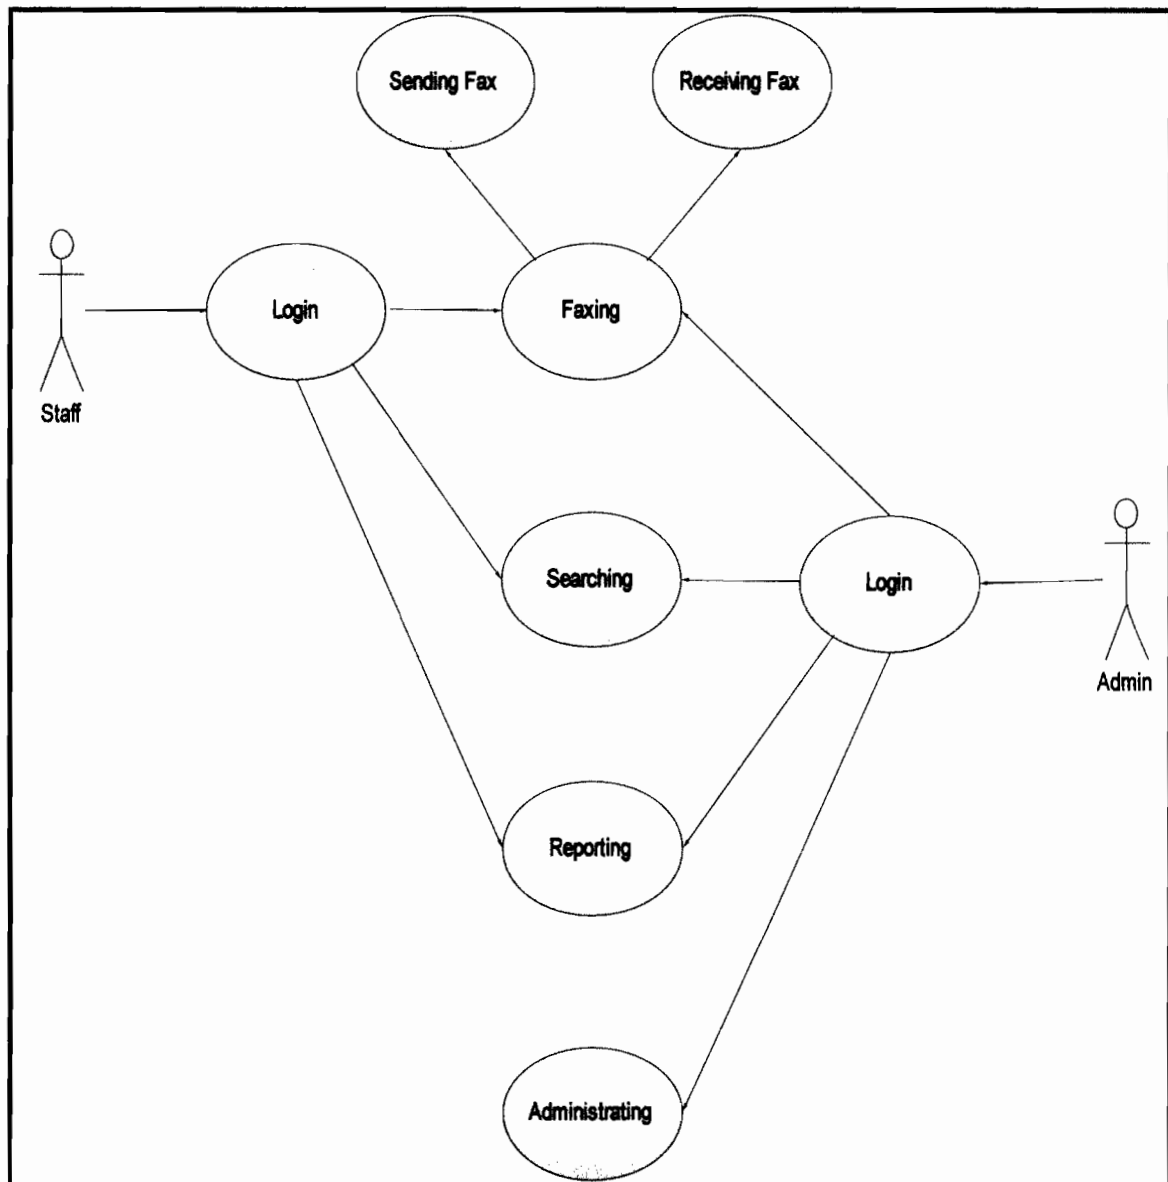 Sending Fax
Receiving Fax
Login
Faxing
Staff
Searching
Login
Admin
Reporting
Administrating